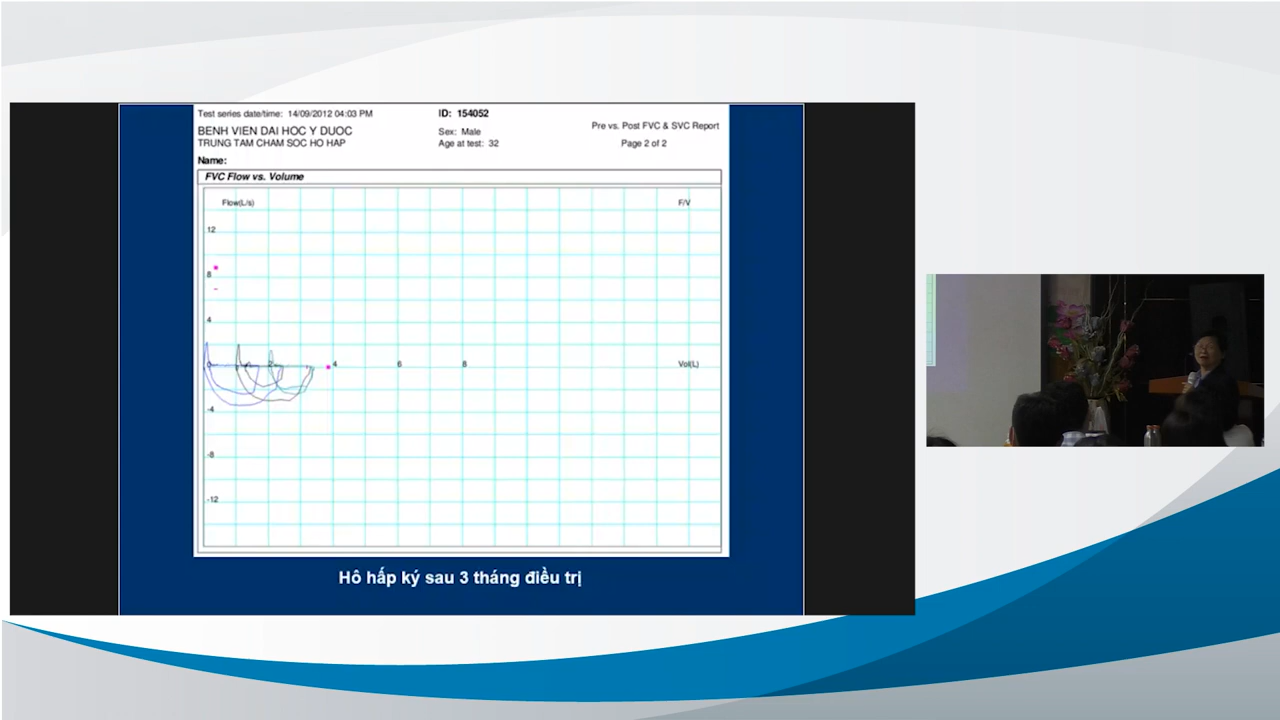 Test series date/time: 14/09/2012 04:03 PM
ID: 154052
BENH VIEN DAI HOC Y DUOC
Sex: Male
Pre vs. Post FVC & SVC Report
TRUNG TAM CHAM SOC HO HAP
Age at test: 32
Page 2 of 2
Name:
FVC Flow vs. Volume
Flow(L/s)
F/V
12
8
4
0
2
4
6
8
Vol(L)
-4
-8
-12
Hô hấp ký sau 3 tháng điều trị